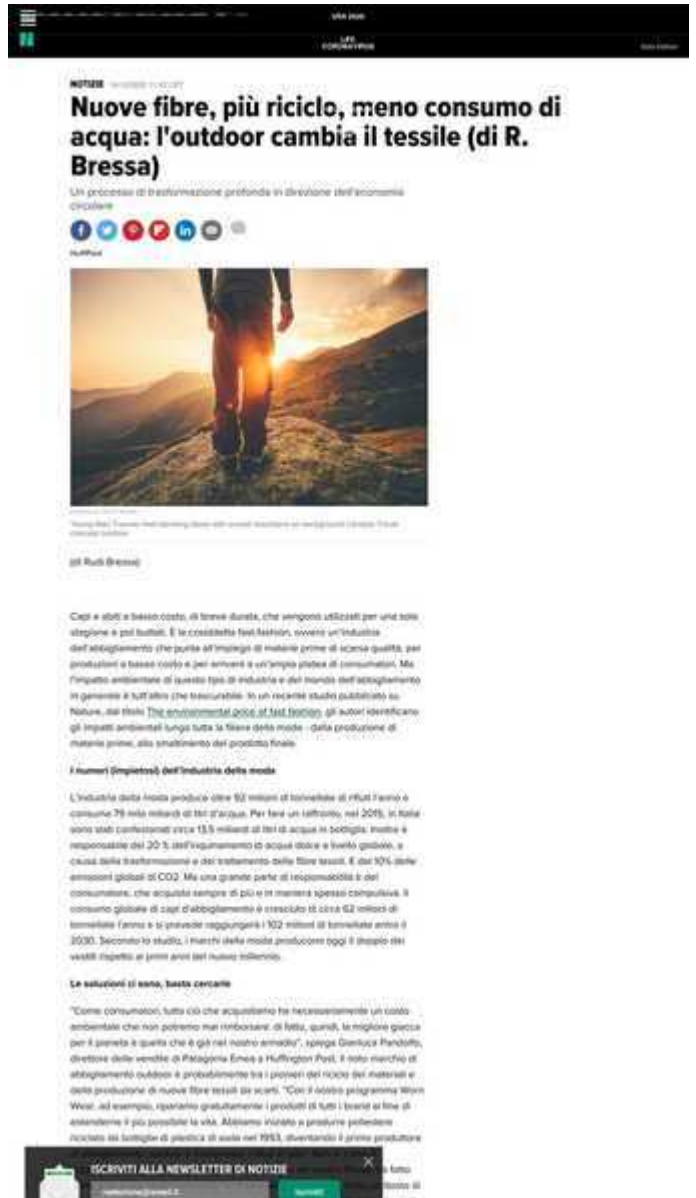 USA 2020
LIFE
CORONAVIRUS
NOTIZIE
Nuove fibre, più riciclo, meno consumo di
acqua: l'outdoor cambia il tessile (di R.
Bressa)
Un processo di trasformazione profonda in direzione dell'economia
circolare
HuffPost
(di Rudi Bressa)
Capi e abiti a basso costo, di breve durata, che vengono utilizzati per una sola
stagione e poi buttati. È la cosiddetta fast-fashion, ovvero un'industria
dell'abbigliamento che punta all'impiego di materie prime di scarsa qualità, per
produzioni a basso costo e per arrivare a un'ampia platea di consumatori. Ma
l'impatto ambientale di questo tipo di industria e del mondo dell'abbigliamento
in generale è tutt'altro che trascurabile. In un recente studio pubblicato su
Nature, dal titolo The environmental price of fast fashion, gli autori identificano
gli impatti ambientali lungo tutta la filiera della moda - dalla produzione di
materie prime, allo smaltimento del prodotto finale.
I numeri (impietosi) dell'industria della moda
L'industria della moda produce oltre 92 milioni di tonnellate di rifiuti l'anno e
consuma 79 mila miliardi di litri d'acqua. Per fare un raffronto, nel 2015, in Italia
sono stati confezionati circa 13,5 miliardi di litri di acqua in bottiglia. Inoltre è
responsabile del 20 % dell'inquinamento di acqua dolce a livello globale, a
causa della trasformazione e del trattamento delle fibre tessili. E del 10% delle
emissioni globali di CO2. Ma una grande parte di responsabilità è del
consumatore, che acquista sempre di più e in maniera spesso compulsiva. Il
consumo globale di capi d'abbigliamento è cresciuto di circa 62 milioni di
tonnellate l'anno e si prevede raggiungerà i 102 milioni di tonnellate entro il
2030. Secondo lo studio, i marchi della moda producono oggi il doppio dei
vestiti rispetto ai primi anni del nuovo millennio.
Le soluzioni ci sono, basta cercarle
"Come consumatori, tutto ciò che acquistiamo ha necessariamente un costo
ambientale che non potremo mai rimborsare: di fatto, quindi, la migliore giacca
per il pianeta è quella che è già nel nostro armadio", spiega Gianluca Pandolfo,
direttore delle vendite di Patagonia Emea a Huffington Post. Il noto marchio di
abbigliamento outdoor è probabilmente tra i pionieri del riciclo dei materiali e
della produzione di nuove fibre tessili da scarti. "Con il nostro programma Worn
Wear, ad esempio, ripariamo gratuitamente i prodotti di tutti i brand al fine di
estenderne il più possibile la vita. Abbiamo iniziato a produrre poliestere
riciclato da bottiglie di plastica di soda nel 1993, diventando il primo produttore
ISCRIVITI ALLA NEWSLETTER DI NOTIZIE
Iscriviti